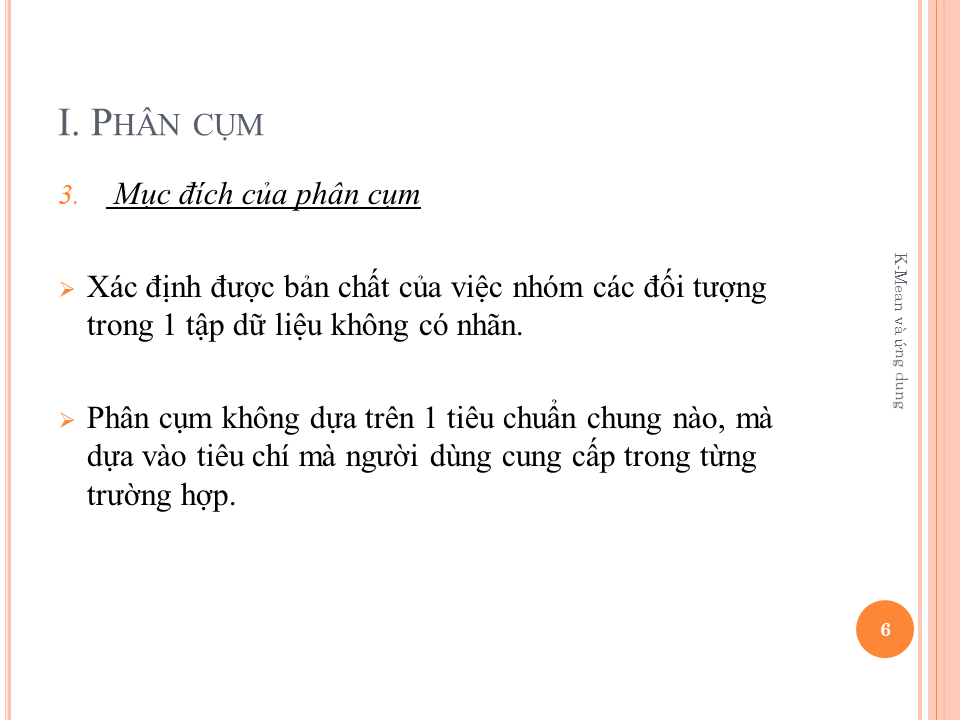 I. PHÂN CỤM
3. Mục đích của phân cụm
➢ Xác định được bản chất của việc nhóm các đối tượng
trong 1 tập dữ liệu không có nhãn.
➢ Phân cụm không dựa trên 1 tiêu chuẩn chung nào, mà
dựa vào tiêu chí mà người dùng cung cấp trong từng
trường hợp.
K-Mean và ứng dung
6